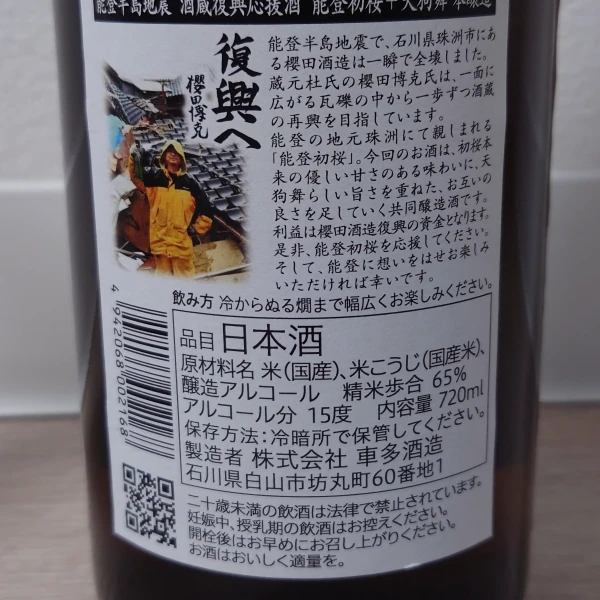 能登半島地震 酒蔵復興応援酒 能登初桜+天狗舞 本醸造
復興へ
櫻田博克
能登半島地震で、石川県珠洲市にあ
る櫻田酒造は一瞬で全壊しました。
蔵元杜氏の櫻田博克氏は、一面に
広がる瓦礫の中から一歩ずつ酒蔵
の再興を目指しています。
能登の地元珠洲にて親しまれる
「能登初桜」。今回のお酒は、初桜本
来の優しい甘さのある味わいに、天
狗舞らしい旨さを重ねた、お互いの
良さを足していく共同醸造酒です。
利益は櫻田酒造復興の資金となります。
是非、能登初桜を応援してください。
そして、能登に想いをはせお楽しみ
いただければ幸いです。
飲み方 冷からぬる燗まで幅広くお楽しみください。
品目 日本酒
原材料名 米(国産)、米こうじ(国産米)、
醸造アルコール 精米歩合 65%
アルコール分 15度 内容量 720ml
保存方法:冷暗所で保管してください。
製造者 株式会社 車多酒造
石川県白山市坊丸町60番地1
二十歳未満の飲酒は法律で禁止されています。
妊娠中、授乳期の飲酒はお控えください。
開栓後はお早めにお召し上がりください。
お酒はおいしく適量を。
4942068002168